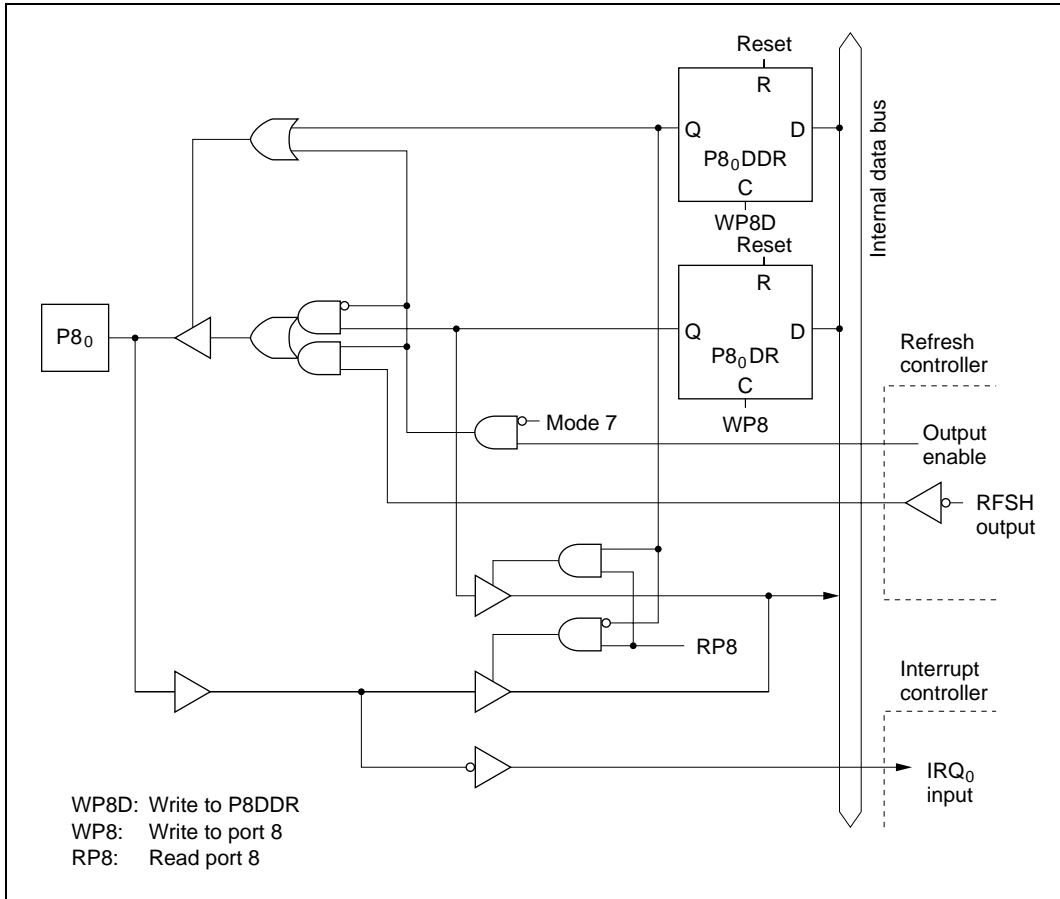 Reset
R
Q
D
P8₀DDR
C
WP8D
Reset
R
Q
D
P8₀DR
C
WP8
Internal data bus
P8₀
Refresh
controller
Mode 7
Output
enable
RFSH
output
RP8
Interrupt
controller
IRQ₀
input
WP8D: Write to P8DDR
WP8: Write to port 8
RP8: Read port 8